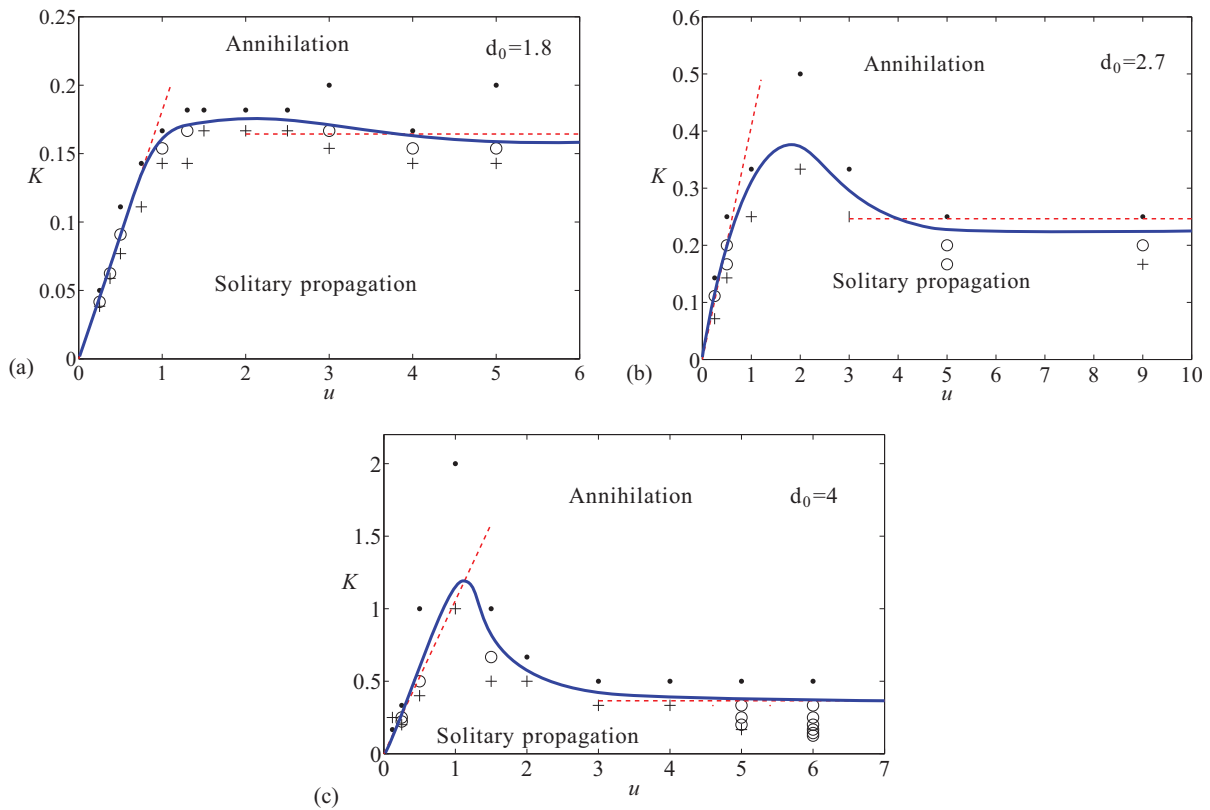 0.25
Annihilation
d₀=1.8
0.2
0.15
K
0.1
Solitary propagation
0.05
0
0 1 2 3 4 5 6
(a)
u
0.6
Annihilation
d₀=2.7
0.5
0.4
K
0.3
0.2
Solitary propagation
0.1
0
0 1 2 3 4 5 6 7 8 9 10
(b)
u
2
Annihilation
d₀=4
1.5
K
1
0.5
Solitary propagation
0
0 1 2 3 4 5 6 7
(c)
u